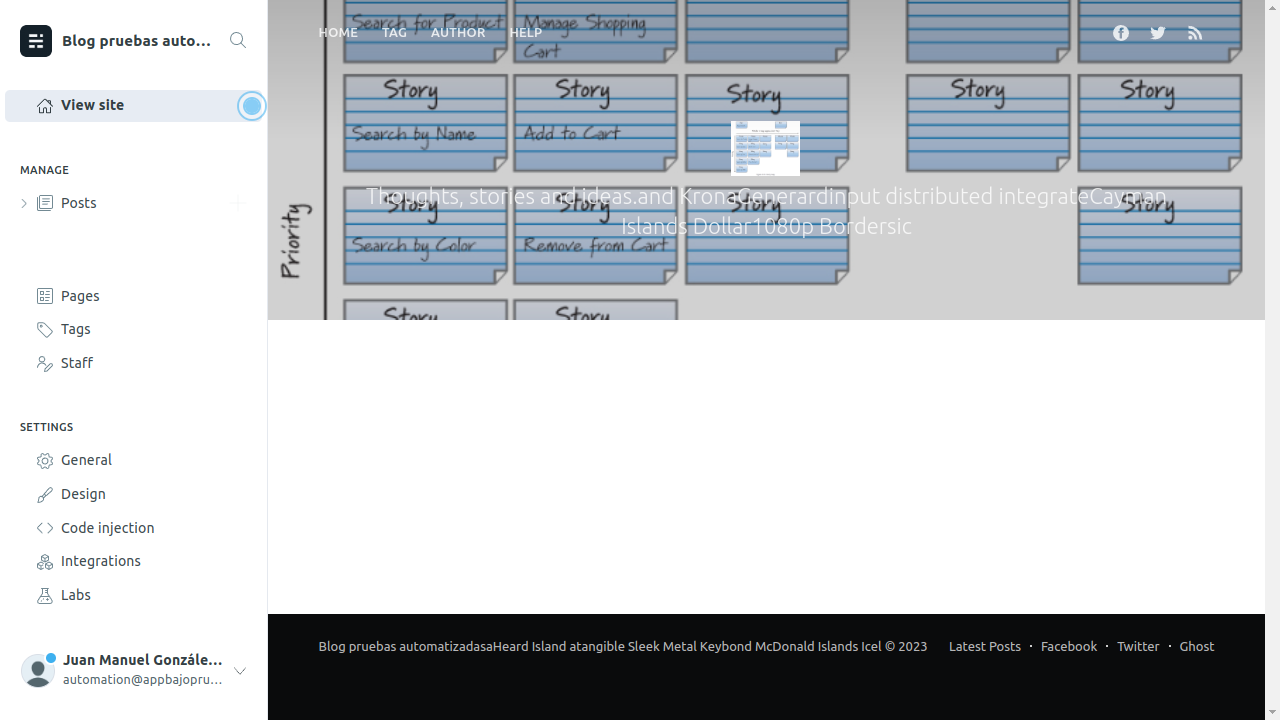 Blog pruebas auto...
View site
MANAGE
Posts
Pages
Tags
Staff
SETTINGS
General
Design
Code injection
Integrations
Labs
Juan Manuel Gonzále...
automation@appbajopru...
HOME TAG AUTHOR HELP
Search for Product
Manage Shopping
Cart
Story Story Story Story Story
Search by Name Add to Cart
Thoughts, stories and ideas.and KronaGenerardinput distributed integrateCayman
Islands Dollar1080p Bordersic
Story Story Story Story
Priority
Search by Color Remove from Cart
Story Story
Blog pruebas automatizadasaHeard Island atangible Sleek Metal Keybond McDonald Islands Icel © 2023
Latest Posts • Facebook • Twitter • Ghost